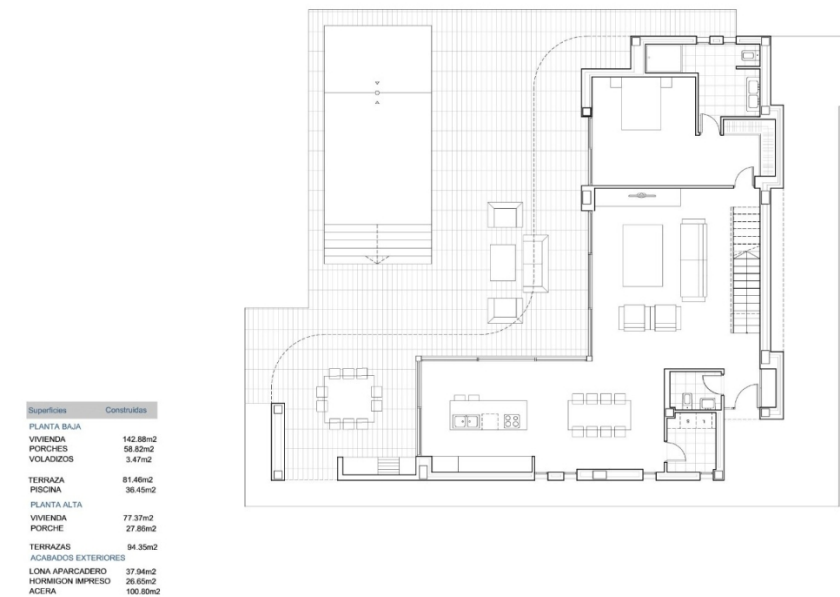 Superficies Construidas
PLANTA BAJA
VIVIENDA 142.88m2
PORCHES 58.82m2
VOLADIZOS 3.47m2
TERRAZA 81.46m2
PISCINA 36.45m2
PLANTA ALTA
VIVIENDA 77.37m2
PORCHE 27.86m2
TERRAZAS 94.35m2
ACABADOS EXTERIORES
LONA APARCADERO 37.94m2
HORMIGON IMPRESO 26.65m2
ACERA 100.80m2